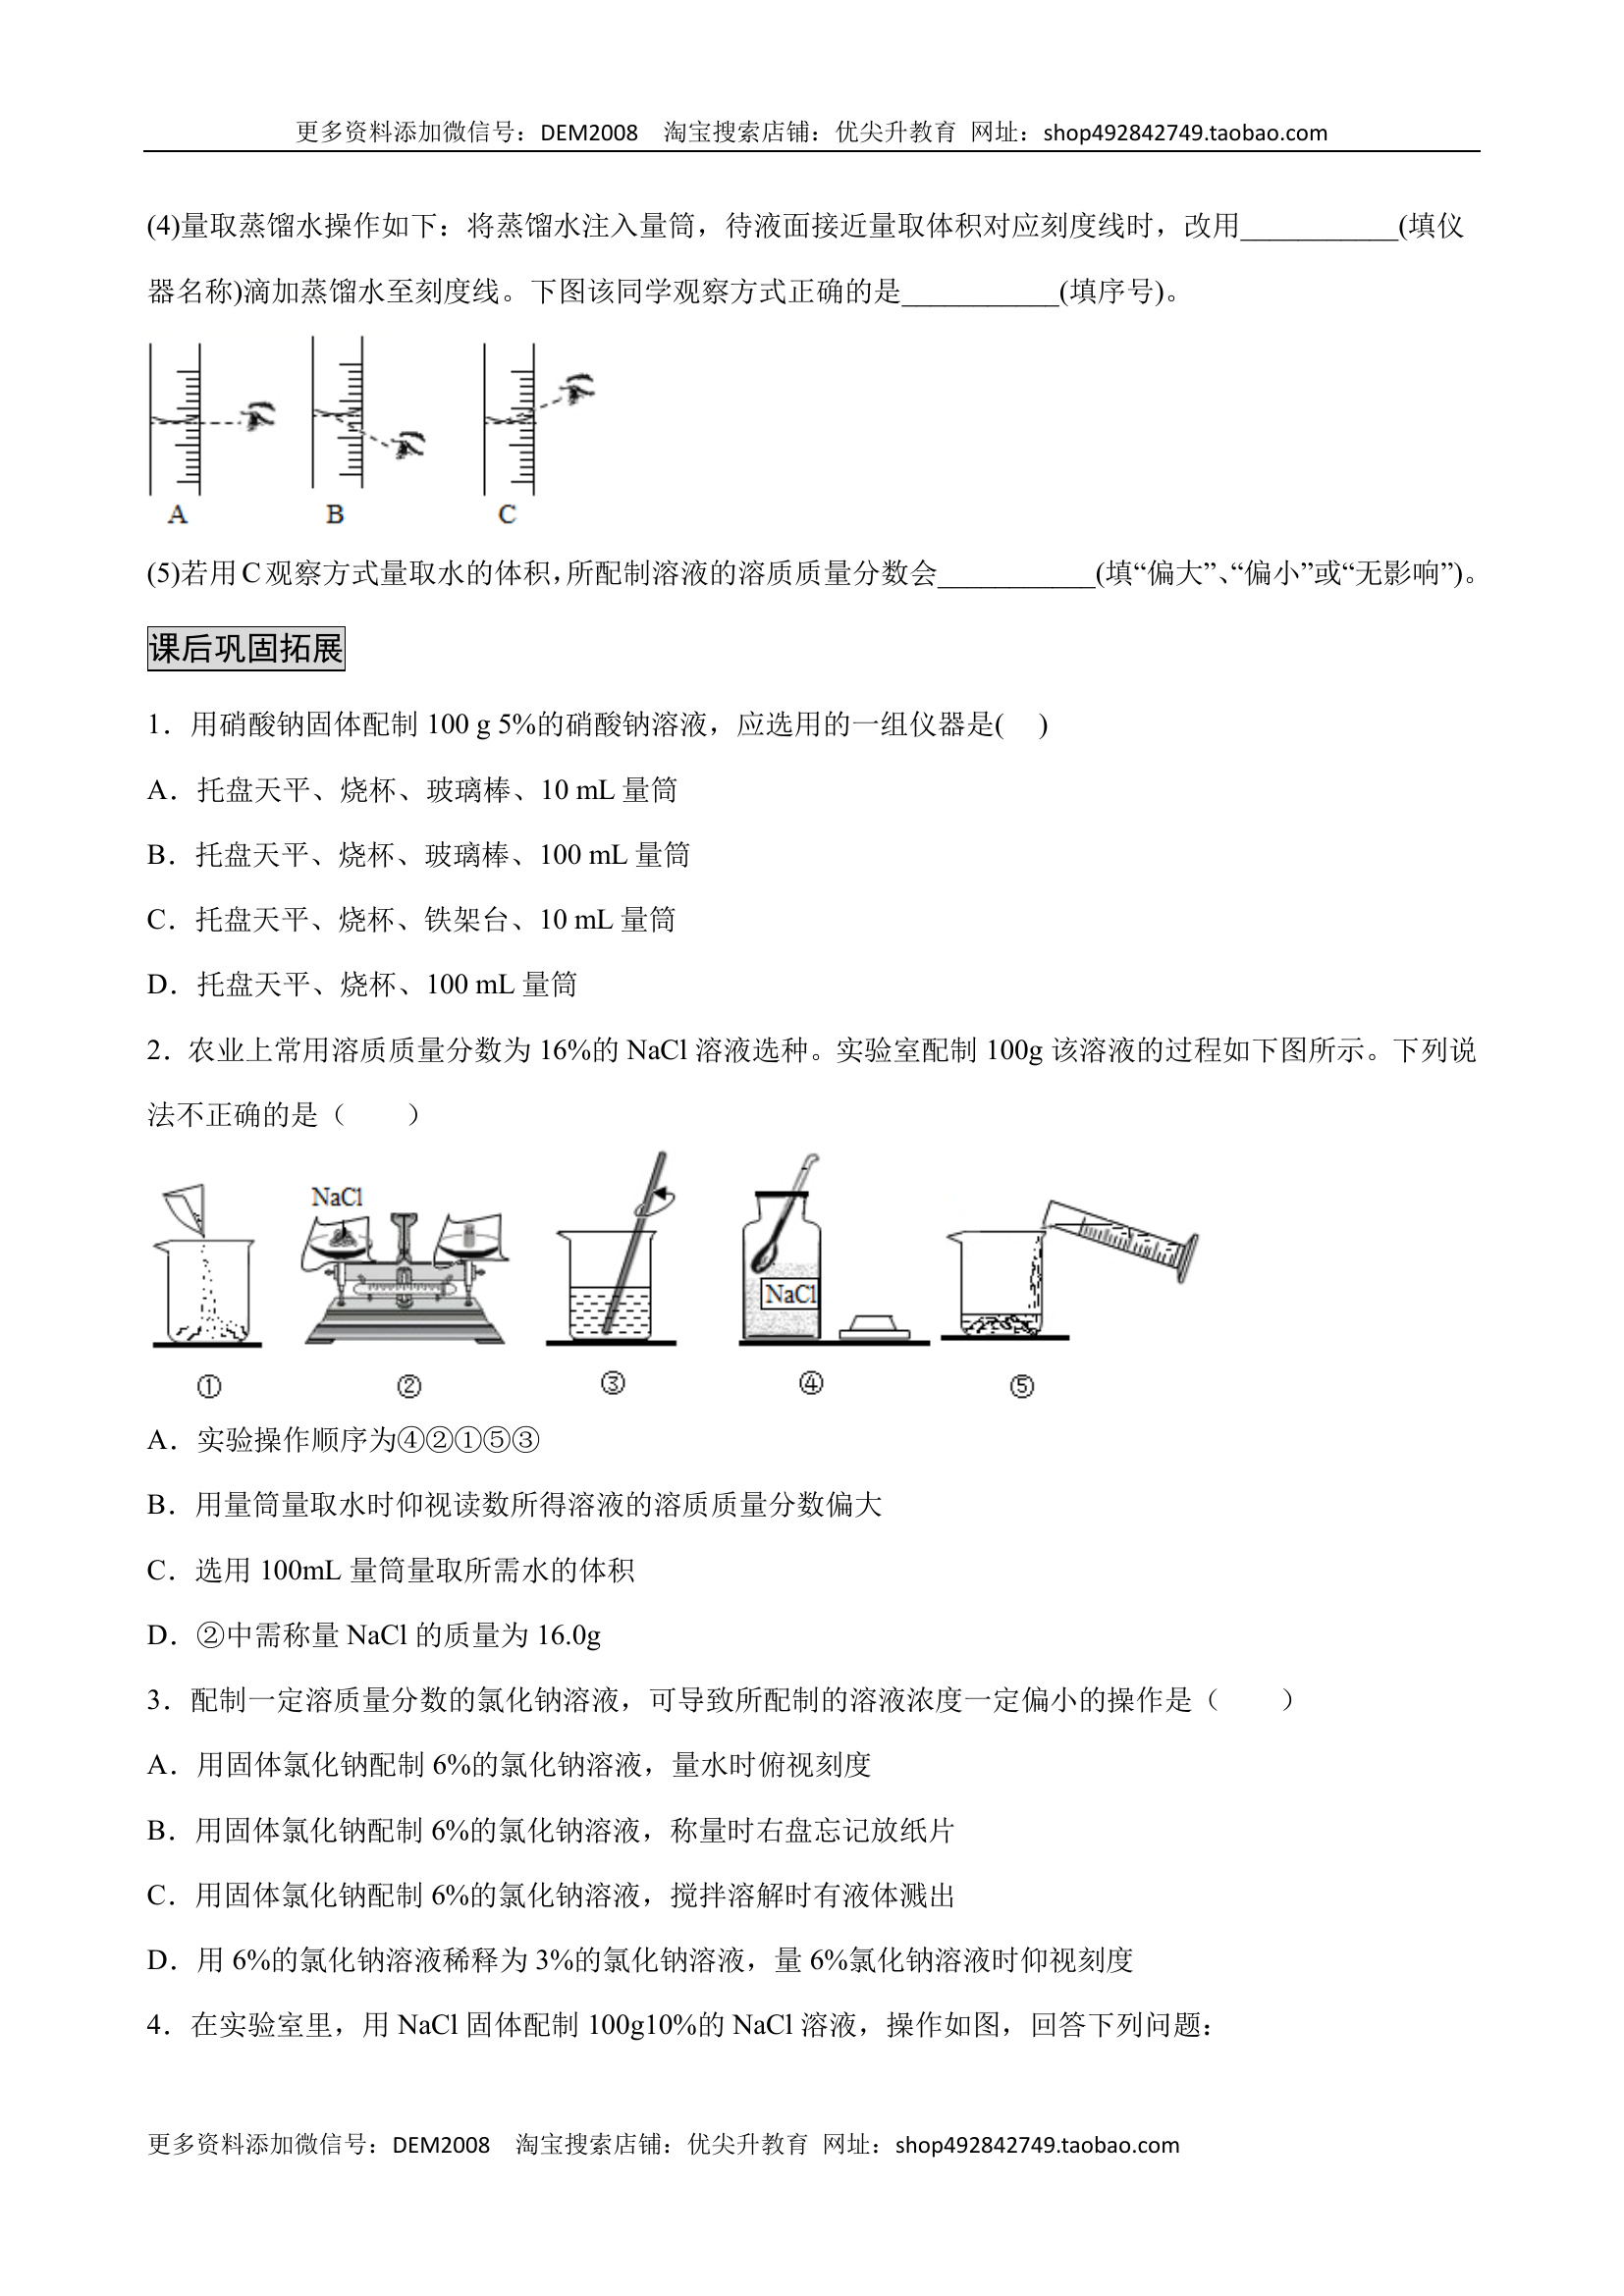 更多资料添加微信号：DEM2008 淘宝搜索店铺：优尖升教育 网址：shop492842749.taobao.com
(4)量取蒸馏水操作如下：将蒸馏水注入量筒，待液面接近量取体积对应刻度线时，改用___________(填仪
器名称)滴加蒸馏水至刻度线。下图该同学观察方式正确的是___________(填序号)。
A B C
(5)若用C观察方式量取水的体积，所配制溶液的溶质质量分数会___________(填“偏大”、“偏小”或“无影响”)。
课后巩固拓展
1．用硝酸钠固体配制 100 g 5%的硝酸钠溶液，应选用的一组仪器是( )
A．托盘天平、烧杯、玻璃棒、10 mL 量筒
B．托盘天平、烧杯、玻璃棒、100 mL 量筒
C．托盘天平、烧杯、铁架台、10 mL 量筒
D．托盘天平、烧杯、100 mL 量筒
2．农业上常用溶质质量分数为 16%的 NaCl 溶液选种。实验室配制 100g 该溶液的过程如下图所示。下列说
法不正确的是（ ）
NaCl
NaCl
① ② ③ ④ ⑤
A．实验操作顺序为④②①⑤③
B．用量筒量取水时仰视读数所得溶液的溶质质量分数偏大
C．选用 100mL 量筒量取所需水的体积
D．②中需称量 NaCl 的质量为 16.0g
3．配制一定溶质量分数的氯化钠溶液，可导致所配制的溶液浓度一定偏小的操作是（ ）
A．用固体氯化钠配制 6%的氯化钠溶液，量水时俯视刻度
B．用固体氯化钠配制 6%的氯化钠溶液，称量时右盘忘记放纸片
C．用固体氯化钠配制 6%的氯化钠溶液，搅拌溶解时有液体溅出
D．用 6%的氯化钠溶液稀释为 3%的氯化钠溶液，量 6%氯化钠溶液时仰视刻度
4．在实验室里，用 NaCl 固体配制 100g10%的 NaCl 溶液，操作如图，回答下列问题：
更多资料添加微信号：DEM2008 淘宝搜索店铺：优尖升教育 网址：shop492842749.taobao.com